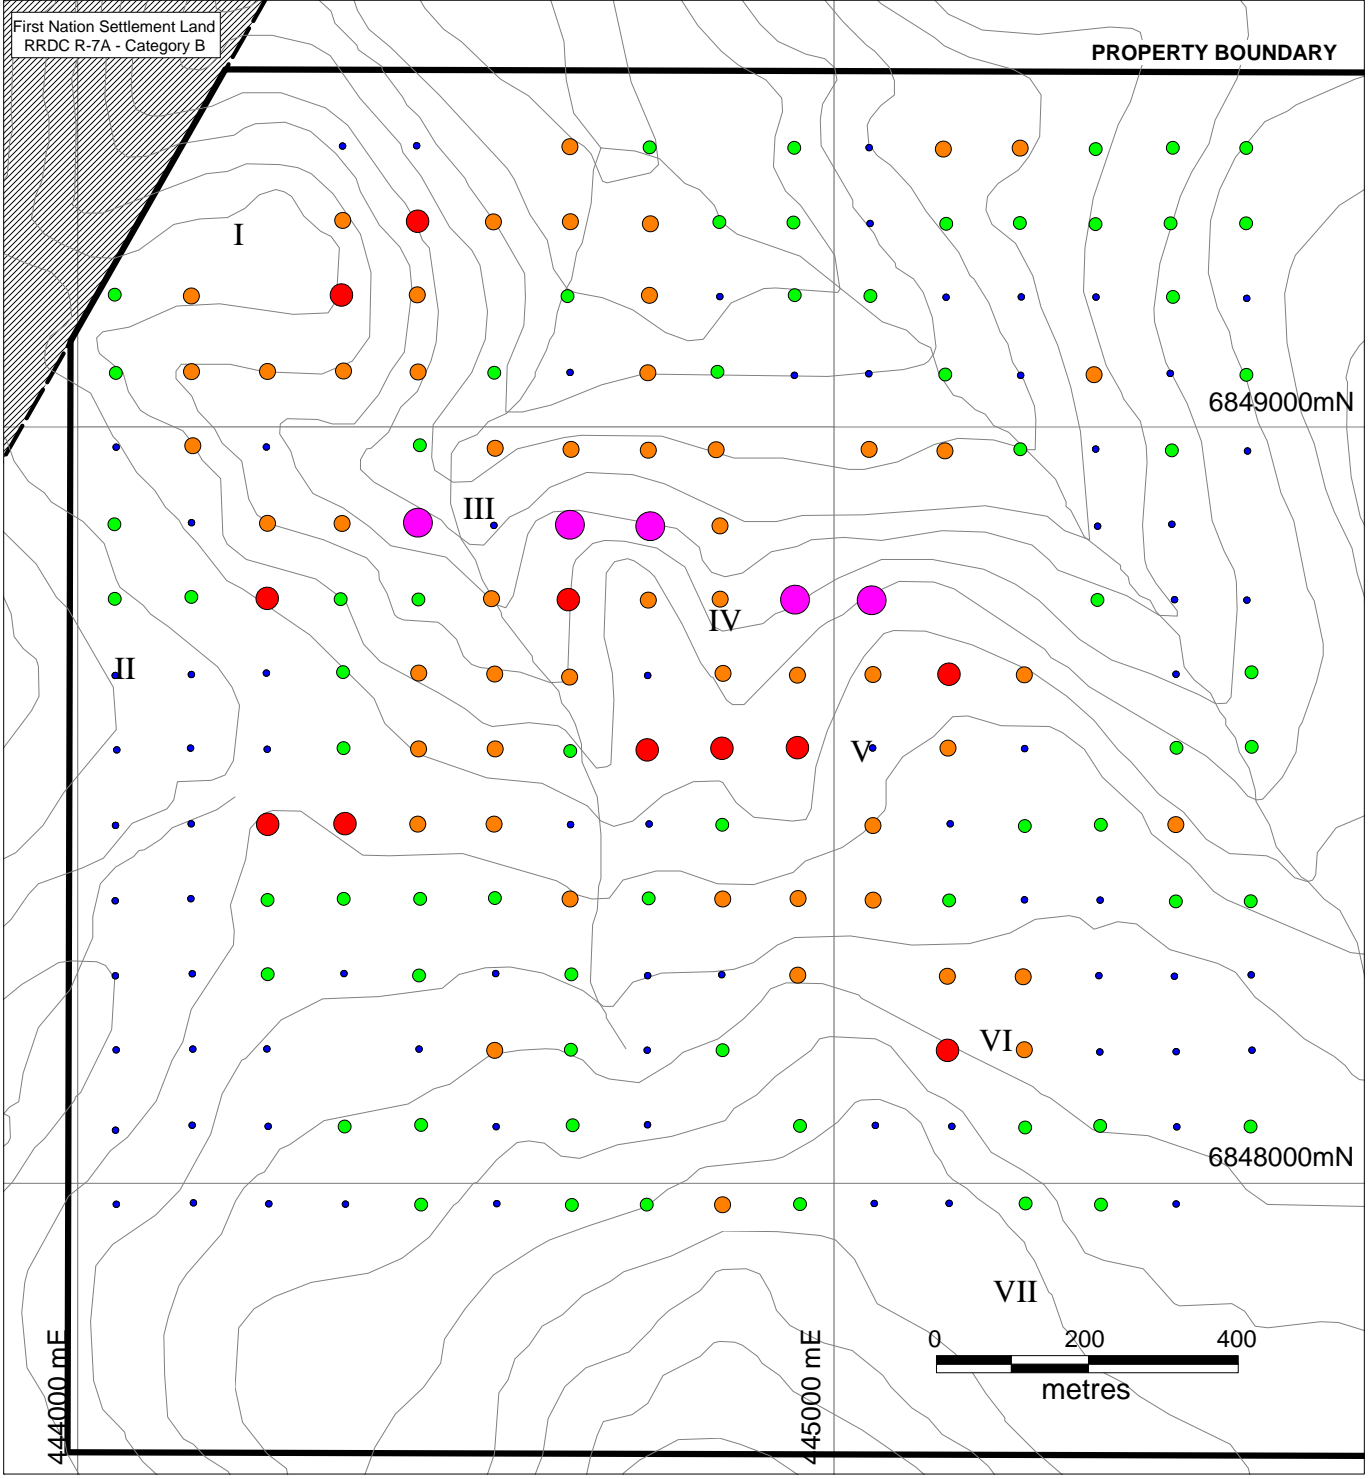 First Nation Settlement Land
RRDC R-7A - Category B
PROPERTY BOUNDARY
I
6849000mN
III
IV
II
V
VI
6848000mN
VII
444000 mE
445000 mE
0 200 400
metres